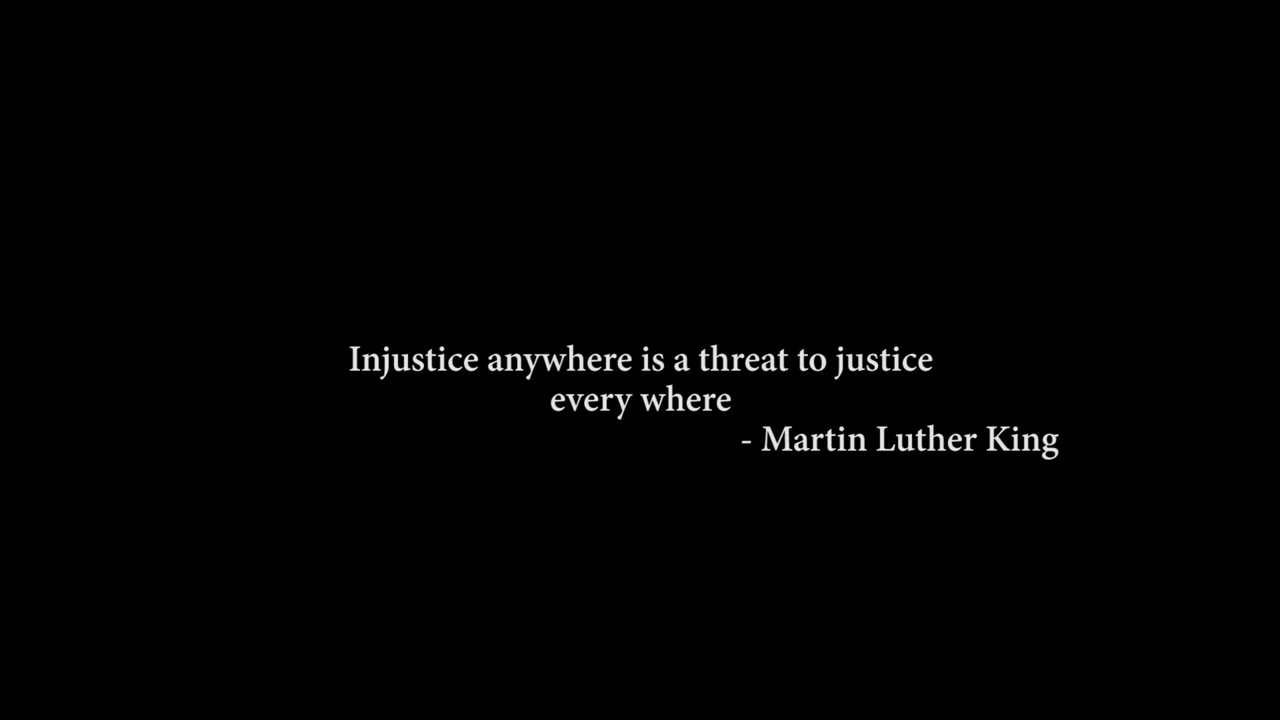 Injustice anywhere is a threat to justice
every where
- Martin Luther King